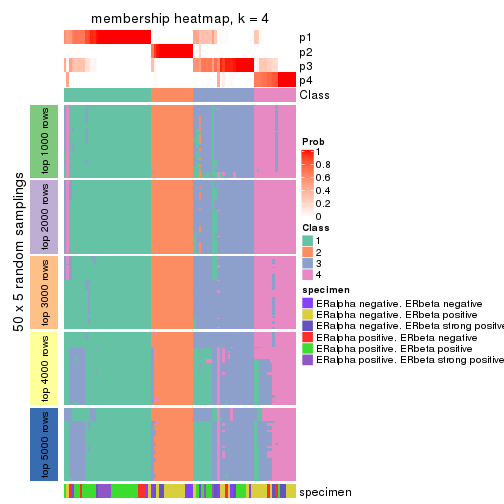 membership heatmap, k = 4
p1
p2
p3
p4
Class
50 x 5 random samplings
top 1000 rows
top 2000 rows
top 3000 rows
top 4000 rows
top 5000 rows
specimen
Prob
1
0.8
0.6
0.4
0.2
0
Class
1
2
3
4
specimen
ERalpha negative. ERbeta negative
ERalpha negative. ERbeta positive
ERalpha negative. ERbeta strong positive
ERalpha positive. ERbeta negative
ERalpha positive. ERbeta positive
ERalpha positive. ERbeta strong positive